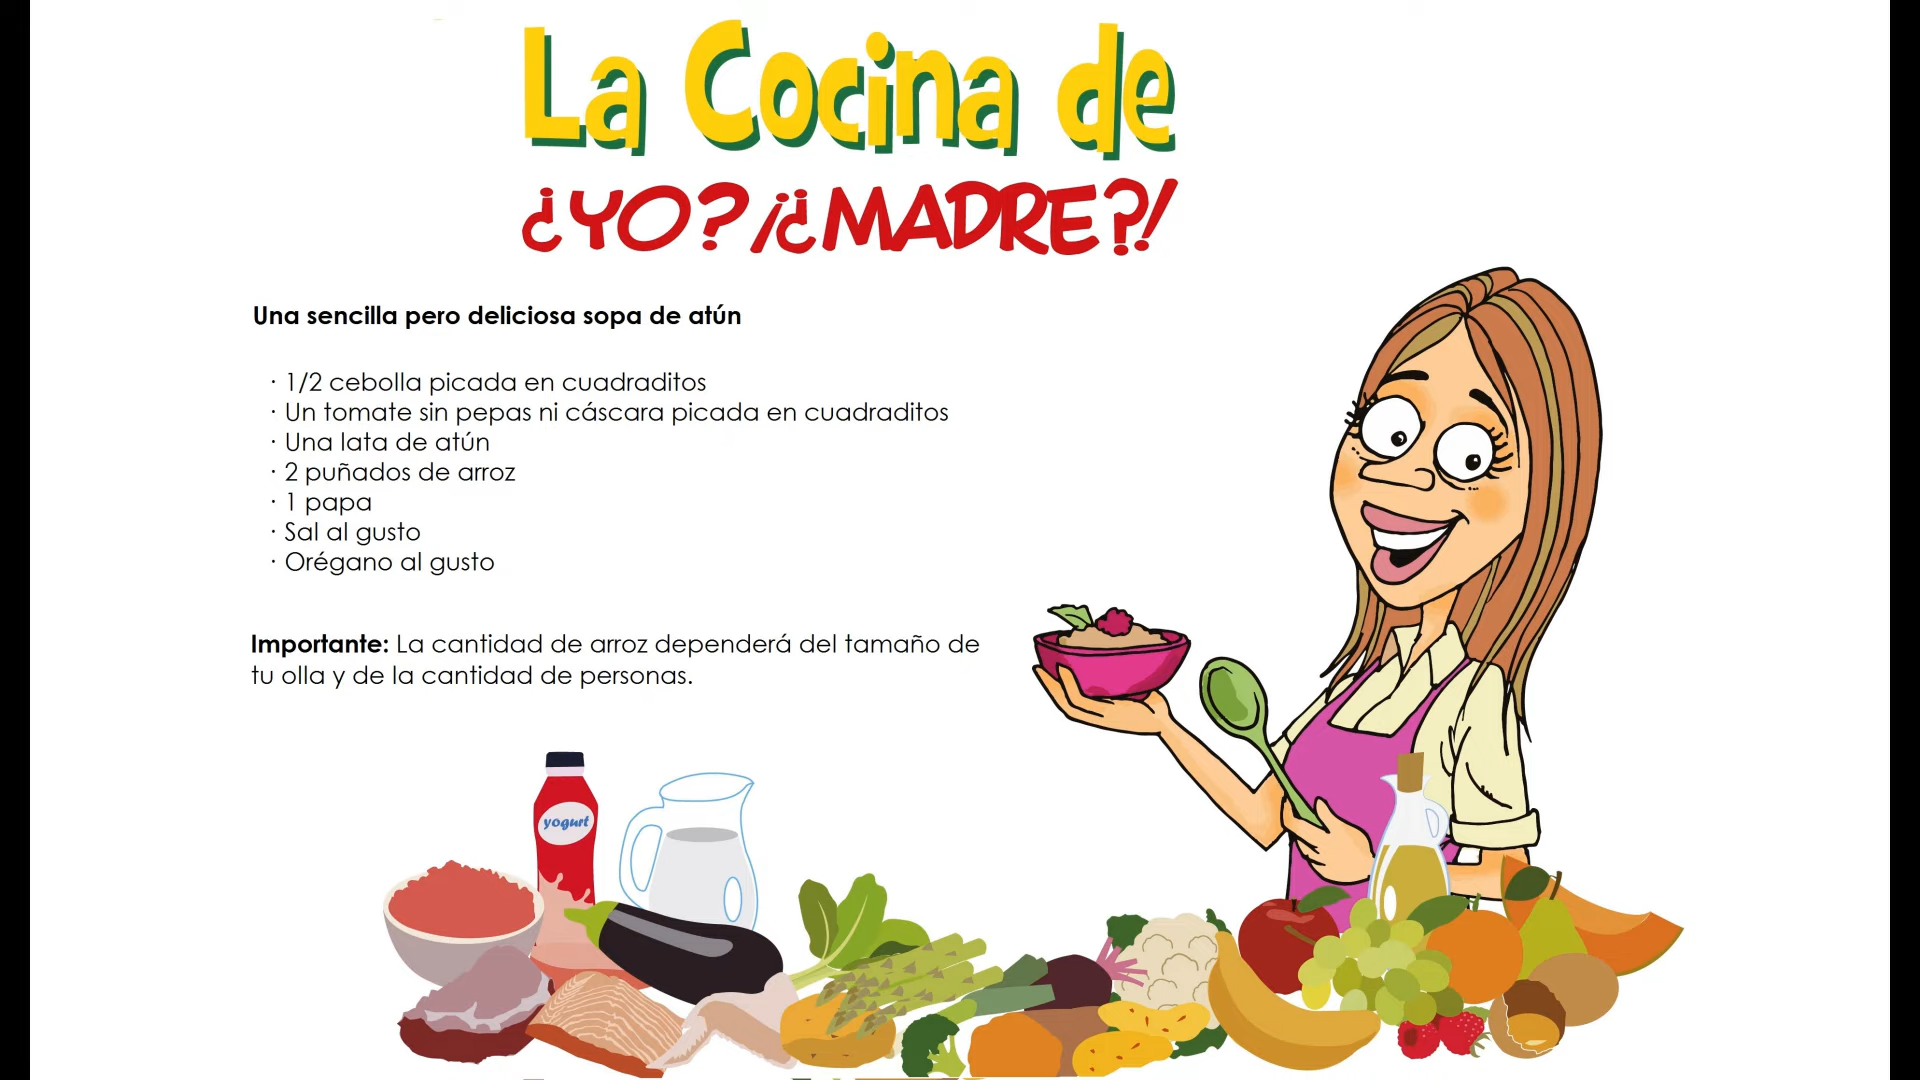 La Cocina de
¿YO? /¿MADRE?/
Una sencilla pero deliciosa sopa de atún
· 1/2 cebolla picada en cuadraditos
· Un tomate sin pepas ni cáscara picada en cuadraditos
· Una lata de atún
· 2 puñados de arroz
· 1 papa
· Sal al gusto
· Orégano al gusto
Importante: La cantidad de arroz dependerá del tamaño de
tu olla y de la cantidad de personas.
yogurt